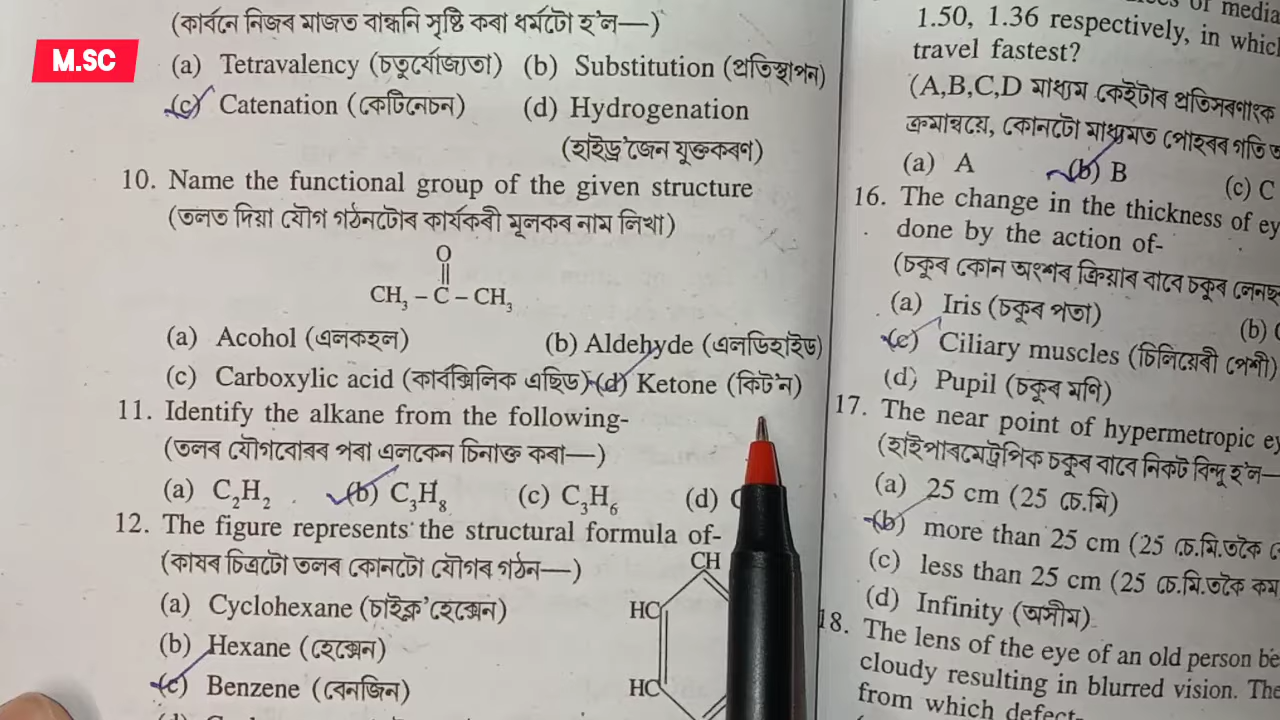 M.SC
(কাৰ্বনে নিজৰ মাজত বান্ধনি সৃষ্টি কৰা ধৰ্মটো হ'ল—)
(a) Tetravalency (চতুৰ্যোজ্যতা) (b) Substitution (প্ৰতিস্থাপন)
(c) Catenation (কেটিনেচন) (d) Hydrogenation
(হাইড্ৰ'জেন যুক্তকৰণ)
10. Name the functional group of the given structure
(তলত দিয়া যৌগ গঠনটোৰ কাৰ্যকৰী মূলকৰ নাম লিখা)
O
||
CH₃ – C – CH₃
(a) Acohol (এলকহল) (b) Aldehyde (এলডিহাইড)
(c) Carboxylic acid (কাৰ্বক্সিলিক এছিড) (d) Ketone (কিট'ন)
11. Identify the alkane from the following-
(তলৰ যৌগবোৰৰ পৰা এলকেন চিনাক্ত কৰা—)
(a) C₂H₂ (b) C₃H₈ (c) C₃H₆ (d)
12. The figure represents the structural formula of-
(কাষৰ চিত্ৰটো তলৰ কোনটো যৌগৰ গঠন—)
CH
(a) Cyclohexane (চাইক্ল'হেক্সেন) HC
(b) Hexane (হেক্সেন)
(c) Benzene (বেনজিন) HC
of media
1.50, 1.36 respectively, in which
travel fastest?
(A,B,C,D মাধ্যম কেইটাৰ প্ৰতিসৰণাংক
ক্ৰমান্বয়ে, কোনটো মাধ্যমত পোহৰৰ গতি
(a) A (b) B (c) C
16. The change in the thickness of
done by the action of-
(চকুৰ কোন অংশৰ ক্ৰিয়াৰ বাবে চকুৰ
(a) Iris (চকুৰ পতা) (b)
(c) Ciliary muscles (চিলিয়েৰী পেশী)
(d) Pupil (চকুৰ মণি)
17. The near point of hypermetropic
(হাইপাৰমেট্ৰপিক চকুৰ বাবে নিকট বিন্দু হ'ল—
(a) 25 cm (25 চে.মি)
(b) more than 25 cm (25 চে.মি.তকৈ
(c) less than 25 cm (25 চে.মি.তকৈ কম
(d) Infinity (অসীম)
18. The lens of the eye of an old person
cloudy resulting in blurred vision. The
from which defect-